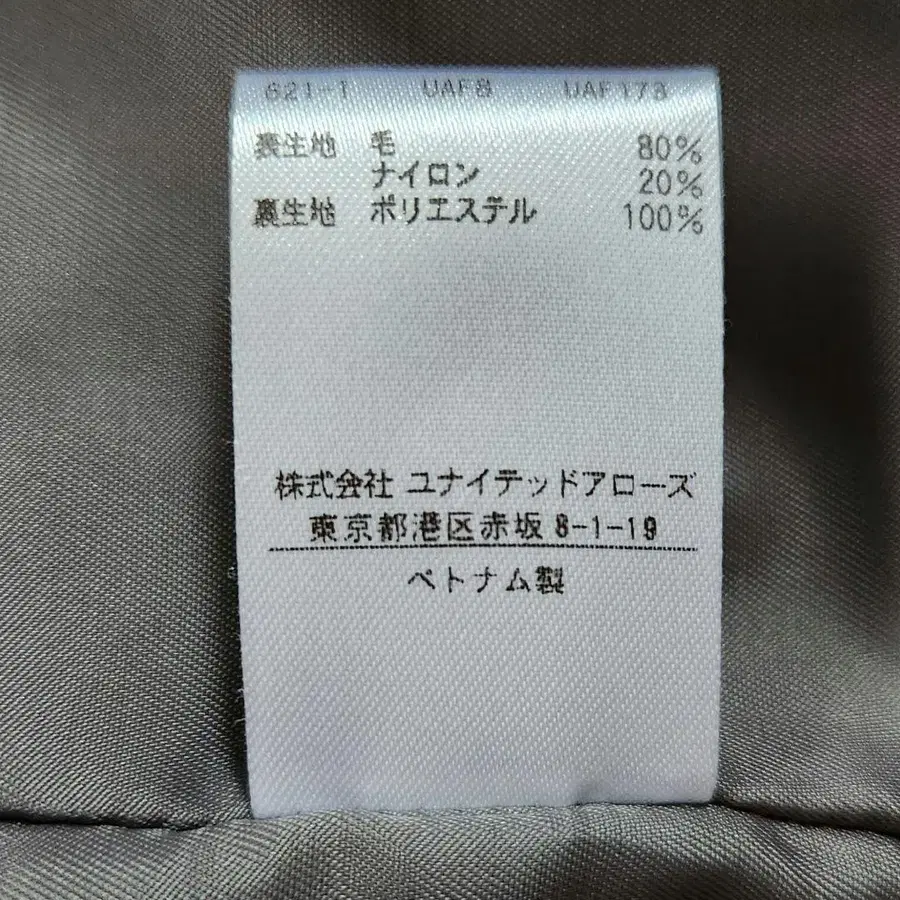 621-1 UAF8 UAF173
表生地 毛 80%
ナイロン 20%
裏生地 ポリエステル 100%
株式会社 ユナイテッドアローズ
東京都港区赤坂 8-1-19
ベトナム製